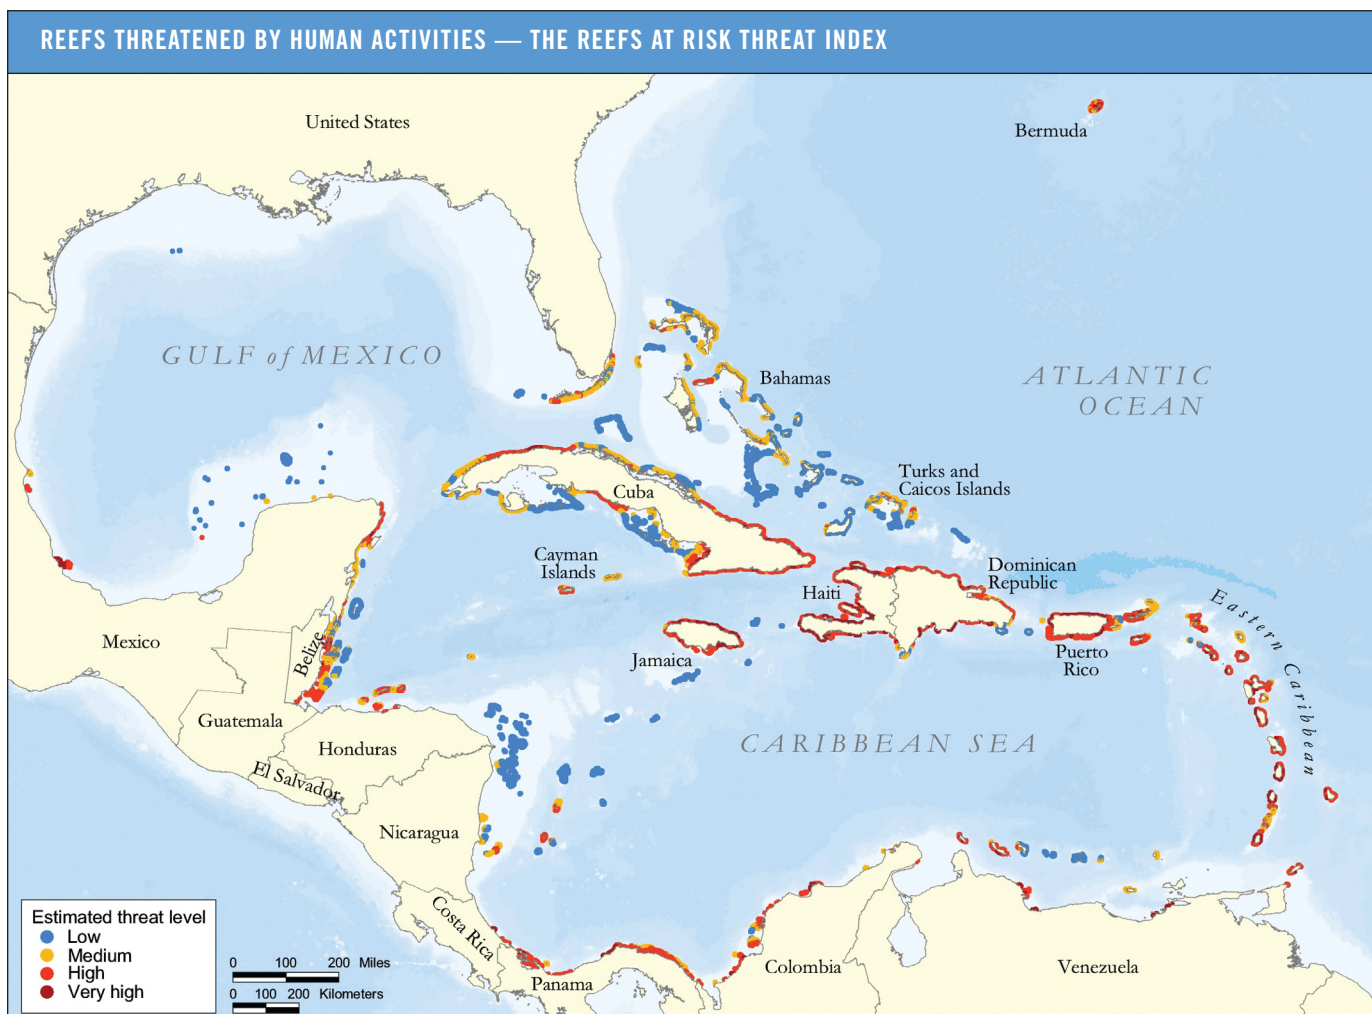 REEFS THREATENED BY HUMAN ACTIVITIES — THE REEFS AT RISK THREAT INDEX
United States
Bermuda
GULF of MEXICO
ATLANTIC
OCEAN
Bahamas
Turks and
Caicos Islands
Cuba
Cayman
Islands
Dominican
Republic
Haiti
Eastern Caribbean
Mexico
Belize
Jamaica
Puerto
Rico
Guatemala
Honduras
CARIBBEAN SEA
El Salvador
Nicaragua
Costa Rica
Panama
Colombia
Venezuela
Estimated threat level
Low
Medium
High
Very high
0 100 200 Miles
0 100 200 Kilometers